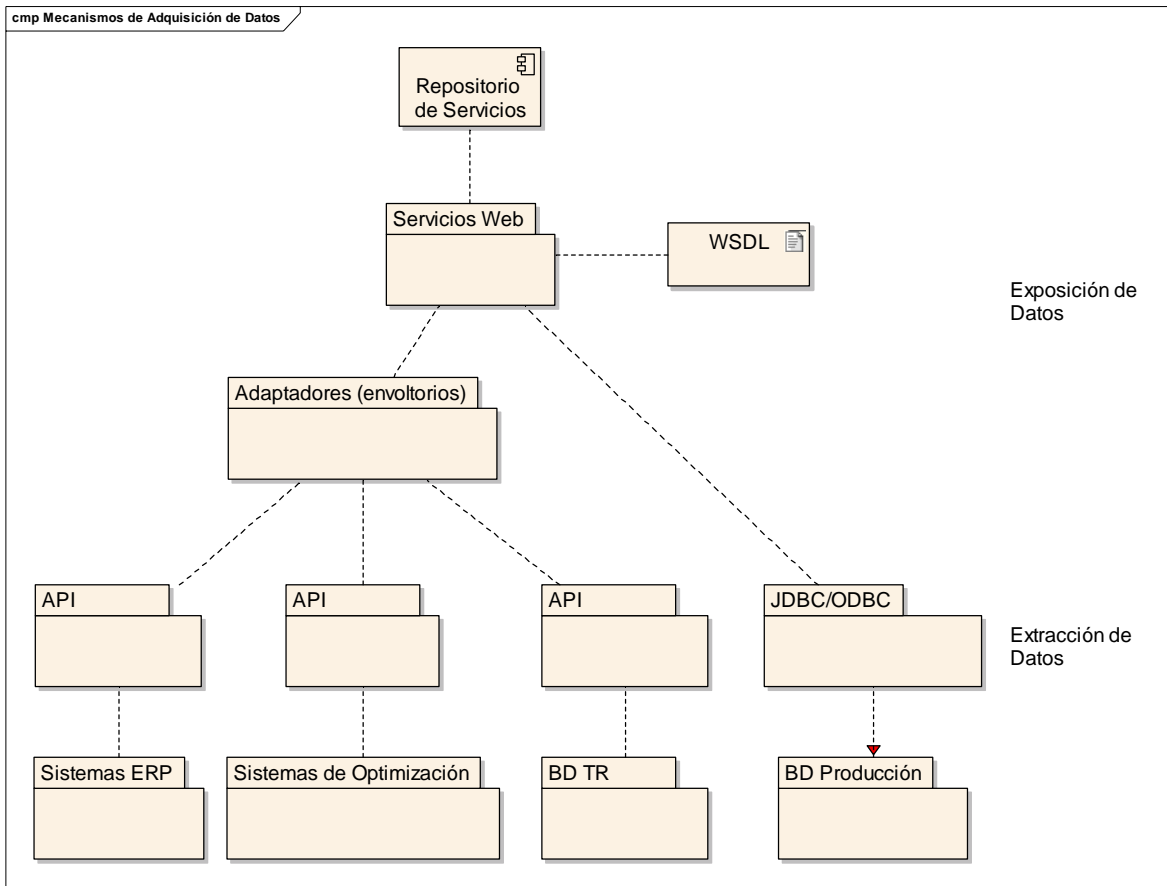 cmp Mecanismos de Adquisición de Datos
Repositorio
de Servicios
Servicios Web
WSDL
Exposición de
Datos
Adaptadores (envoltorios)
API
API
API
JDBC/ODBC
Extracción de
Datos
Sistemas ERP
Sistemas de Optimización
BD TR
BD Producción